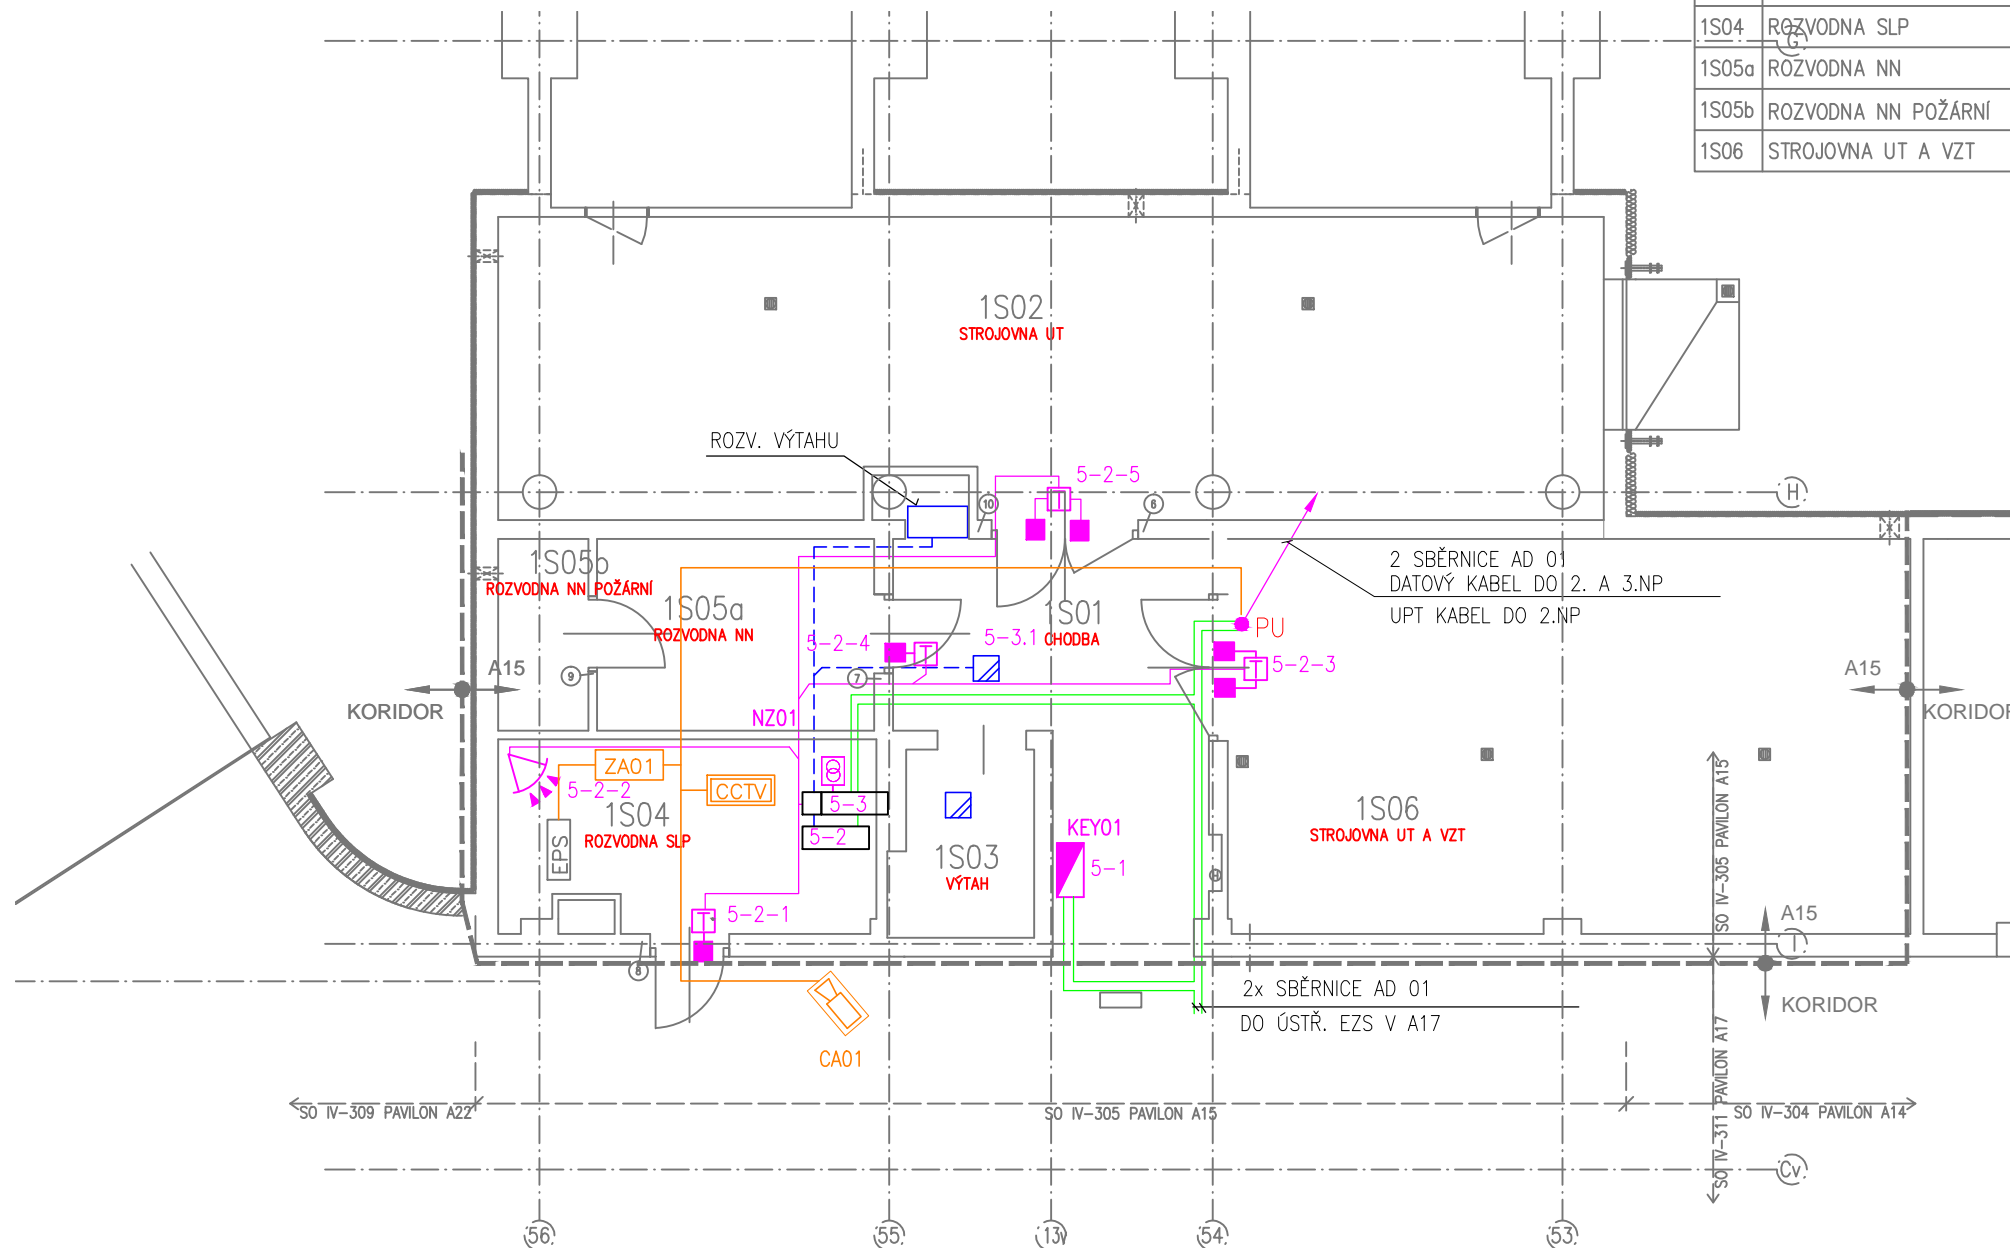 1S04 ROZVODNA SLP
G
1S05a ROZVODNA NN
1S05b ROZVODNA NN POŽÁRNÍ
1S06 STROJOVNA UT A VZT
1S02
STROJOVNA UT
ROZV. VÝTAHU
5-2-5
H
10
6
1S05b
ROZVODNA NN POŽÁRNÍ
2 SBĚRNICE AD 01
DATOVÝ KABEL DO 2. A 3.NP
UPT KABEL DO 2.NP
1S05a
ROZVODNA NN
1S01
CHODBA
PU
5-2-4
5-3.1
5-2-3
A15
KORIDOR
9
7
A15
KORIDOR
NZ01
ZA01
CCTV
5-2-2
5-3
5-2
1S04
ROZVODNA SLP
EPS
1S03
VÝTAH
KEY01
5-1
1S06
STROJOVNA UT A VZT
SO IV-305 PAVILON A15
5-2-1
A15
I
8
KORIDOR
2x SBĚRNICE AD 01
DO ÚSTŘ. EZS V A17
CA01
SO IV-311 PAVILON A17
SO IV-309 PAVILON A22
SO IV-305 PAVILON A15
SO IV-304 PAVILON A14
Cv
56
55
13
54
53